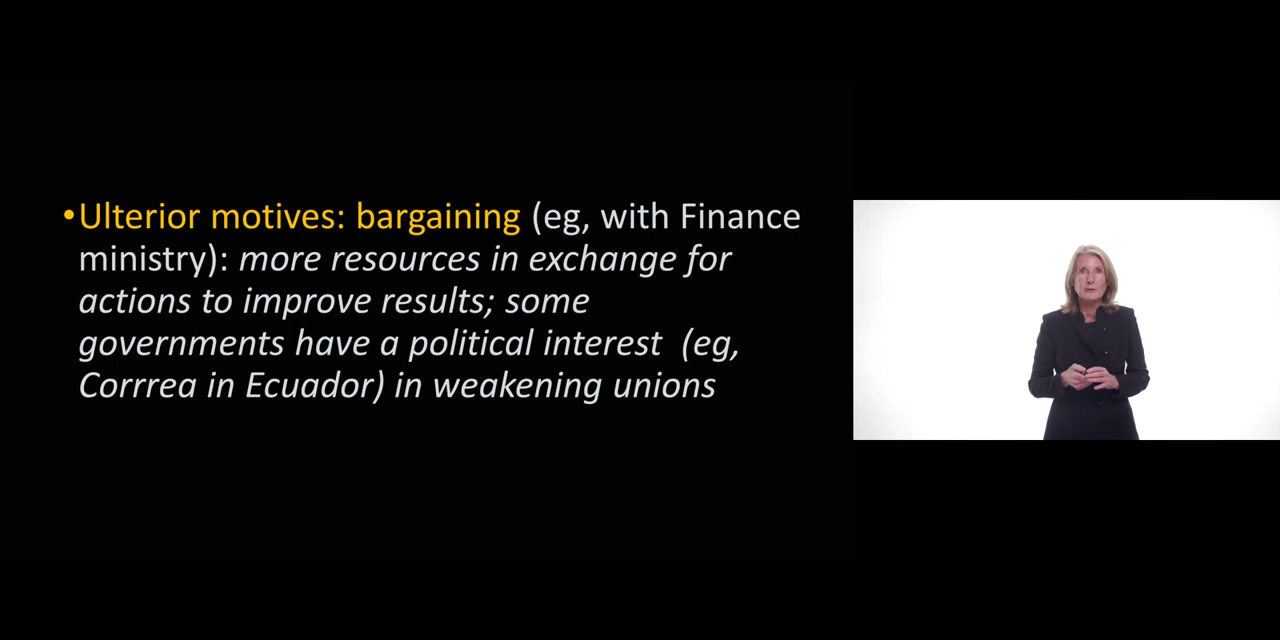 •Ulterior motives: bargaining (eg, with Finance
ministry): more resources in exchange for
actions to improve results; some
governments have a political interest  (eg,
Corrrea in Ecuador) in weakening unions